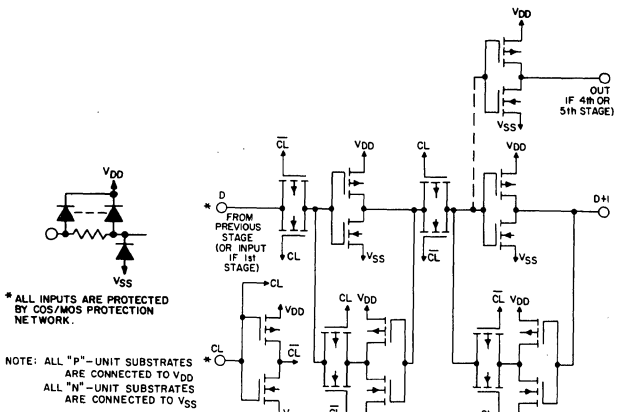 VDD
OUT
IF 4th OR
5th STAGE)
VSS
CL
VDD
CL
VDD
VDD
* D
FROM
PREVIOUS
STAGE
(OR INPUT
IF 1st
STAGE)
CL
VSS
CL
VSS
D+1
VSS
* ALL INPUTS ARE PROTECTED
BY COS/MOS PROTECTION
NETWORK.
CL
VDD
CL VDD
CL VDD
NOTE: ALL "P"-UNIT SUBSTRATES
ARE CONNECTED TO VDD
ALL "N"-UNIT SUBSTRATES
ARE CONNECTED TO VSS
* CL
CL
CL